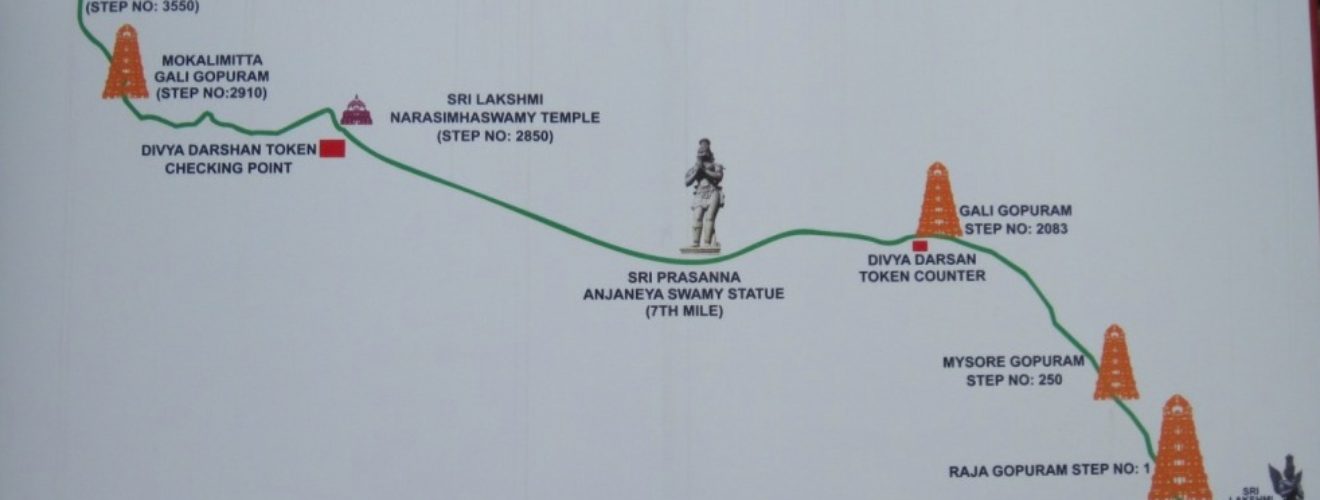 (STEP NO: 3550)
MOKALIMITTA
GALI GOPURAM
(STEP NO:2910)
SRI LAKSHMI
NARASIMHASWAMY TEMPLE
(STEP NO: 2850)
DIVYA DARSHAN TOKEN
CHECKING POINT
GALI GOPURAM
STEP NO: 2083
DIVYA DARSAN
TOKEN COUNTER
SRI PRASANNA
ANJANEYA SWAMY STATUE
(7TH MILE)
MYSORE GOPURAM
STEP NO: 250
RAJA GOPURAM STEP NO: 1
SRI
LAKSHMI